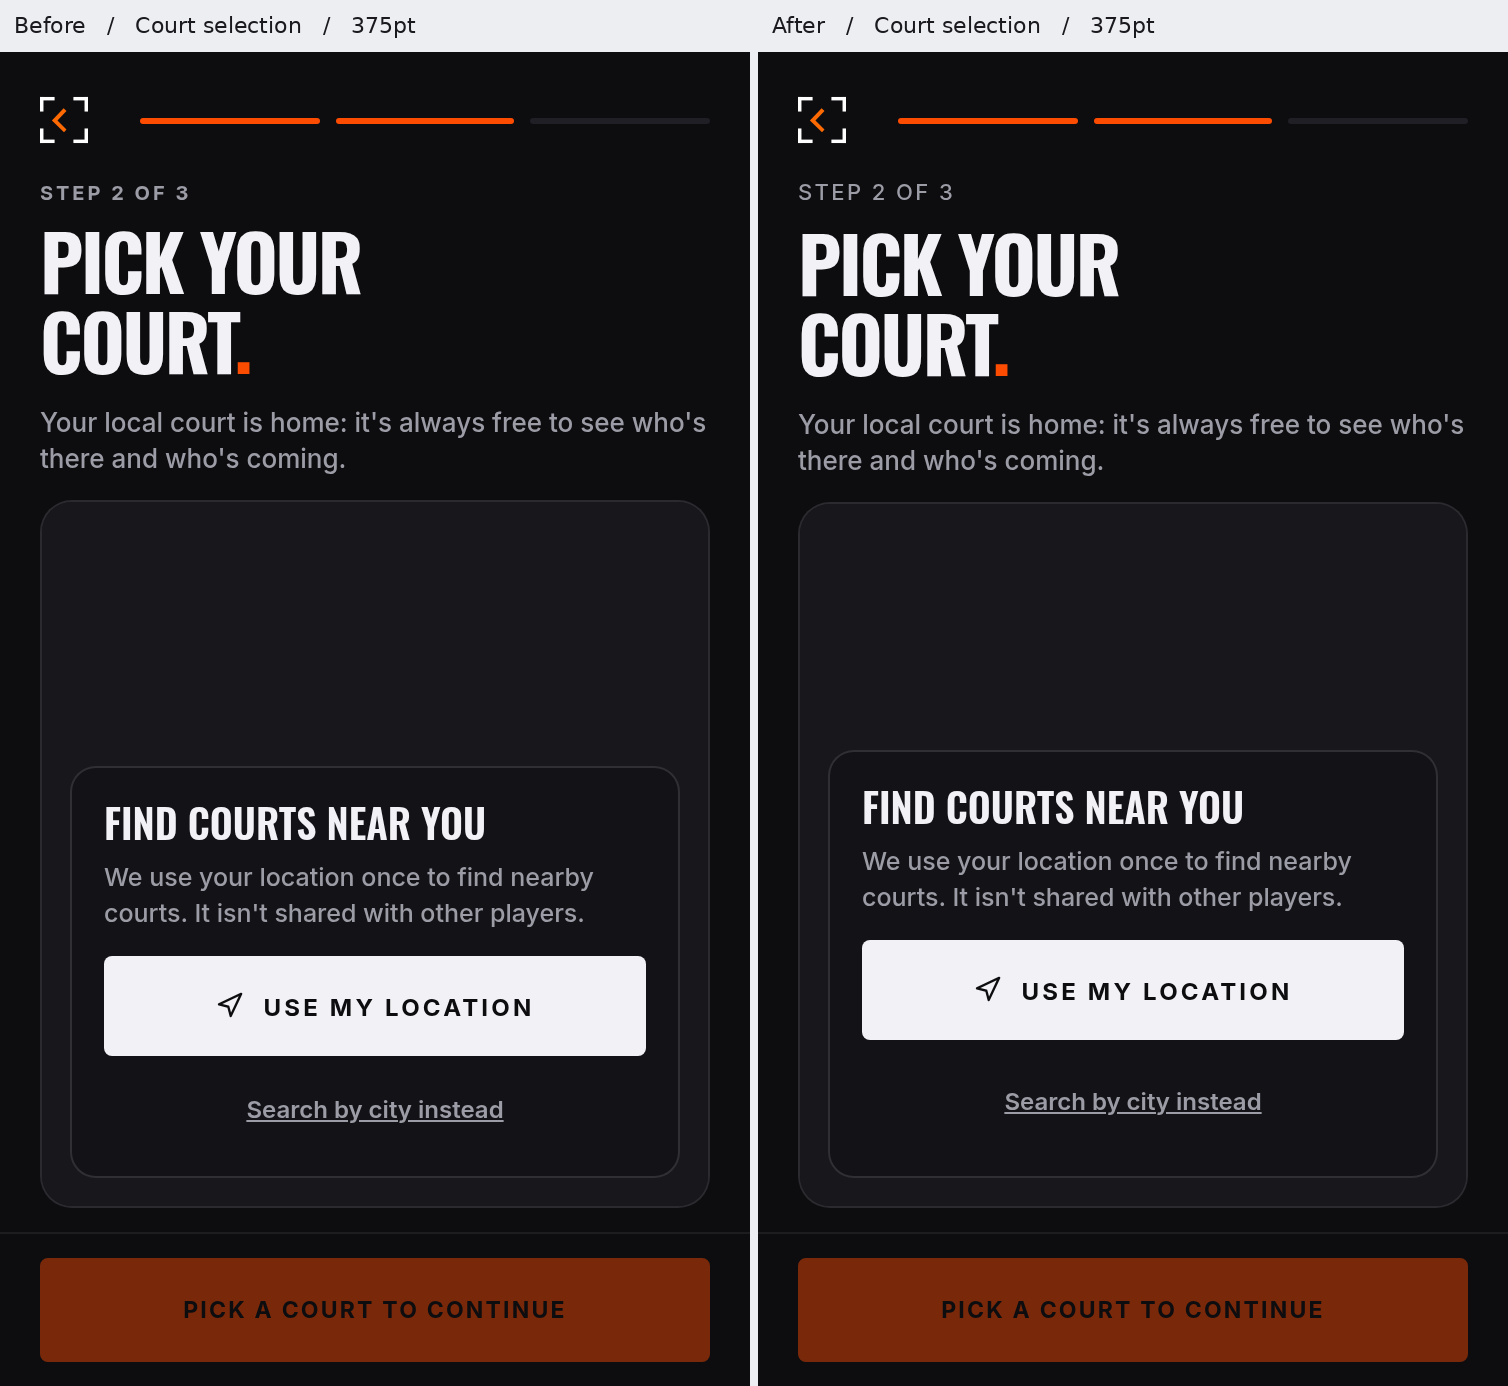 Before / Court selection / 375pt
STEP 2 OF 3
PICK YOUR
COURT.
Your local court is home: it's always free to see who's
there and who's coming.
FIND COURTS NEAR YOU
We use your location once to find nearby
courts. It isn't shared with other players.
USE MY LOCATION
Search by city instead
PICK A COURT TO CONTINUE
After / Court selection / 375pt
STEP 2 OF 3
PICK YOUR
COURT.
Your local court is home: it's always free to see who's
there and who's coming.
FIND COURTS NEAR YOU
We use your location once to find nearby
courts. It isn't shared with other players.
USE MY LOCATION
Search by city instead
PICK A COURT TO CONTINUE